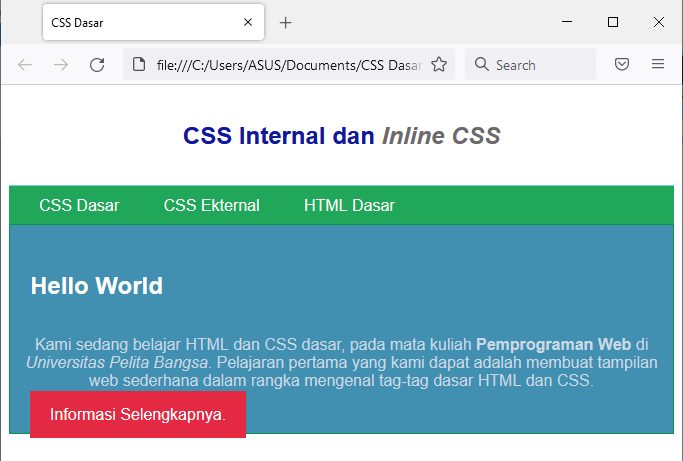 CSS Dasar
file:///C:/Users/ASUS/Documents/CSS Dasar
Search
CSS Internal dan Inline CSS
CSS Dasar CSS Ekternal HTML Dasar
Hello World
Kami sedang belajar HTML dan CSS dasar, pada mata kuliah Pemprograman Web di
Universitas Pelita Bangsa. Pelajaran pertama yang kami dapat adalah membuat tampilan
web sederhana dalam rangka mengenal tag-tag dasar HTML dan CSS.
Informasi Selengkapnya.